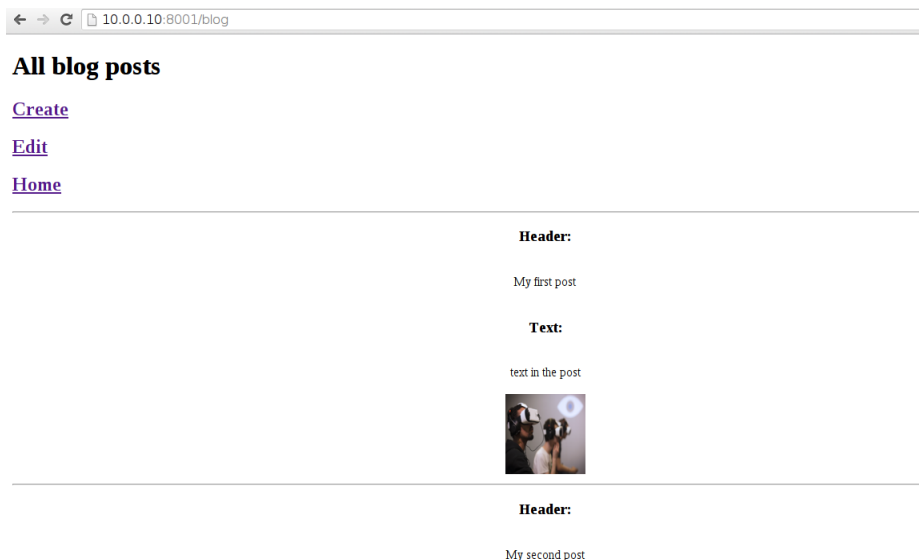 10.0.0.10:8001/blog
All blog posts
Create
Edit
Home
Header:
My first post
Text:
text in the post
Header:
My second post